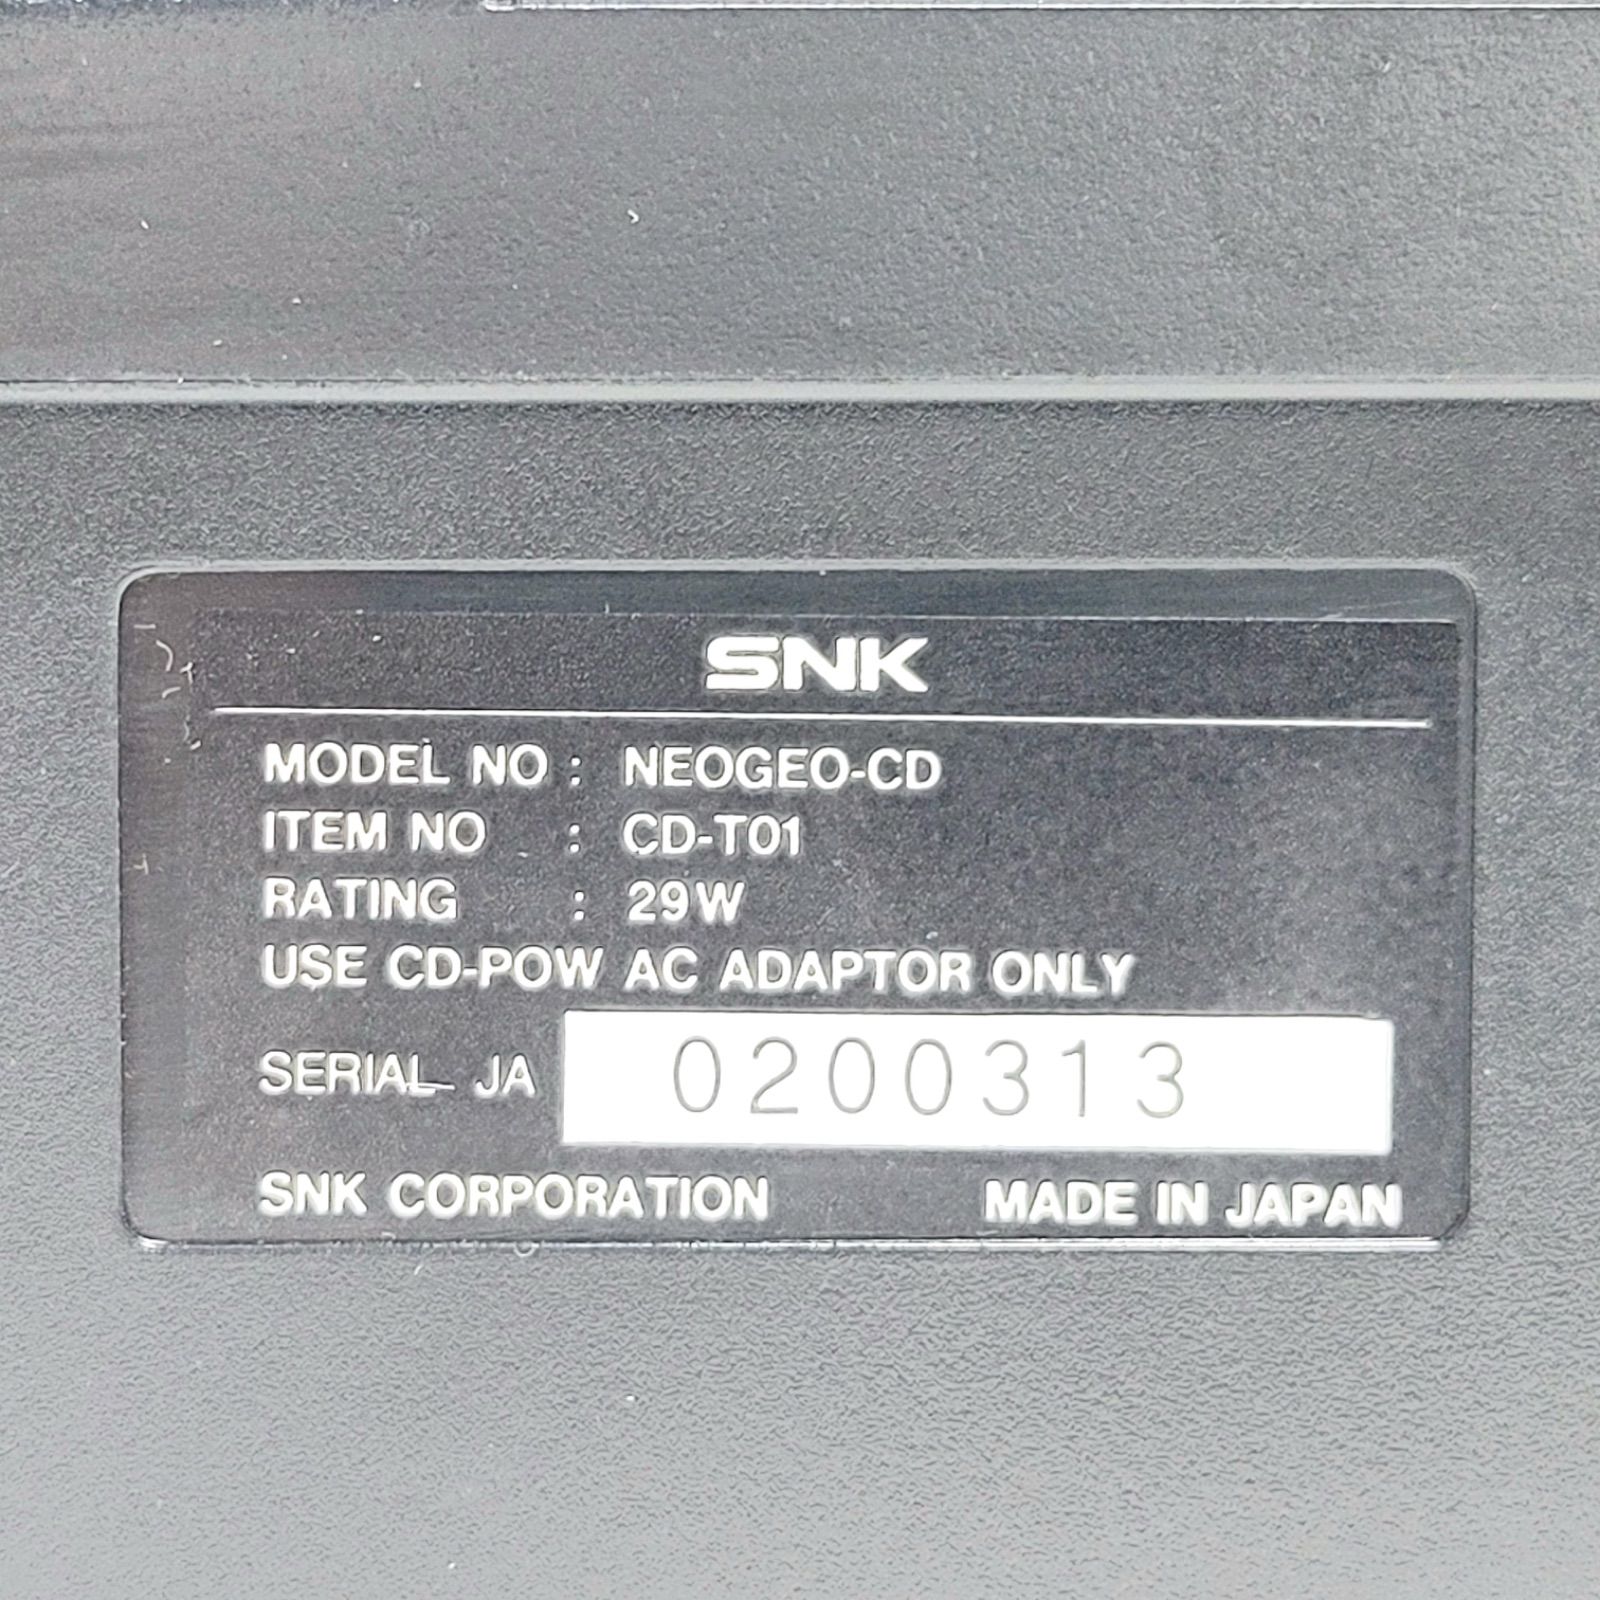 SNK
MODEL NO : NEOGEO-CD
ITEM NO : CD-T01
RATING : 29W
USE CD-POW AC ADAPTOR ONLY
SERIAL JA 0200313
SNK CORPORATION MADE IN JAPAN